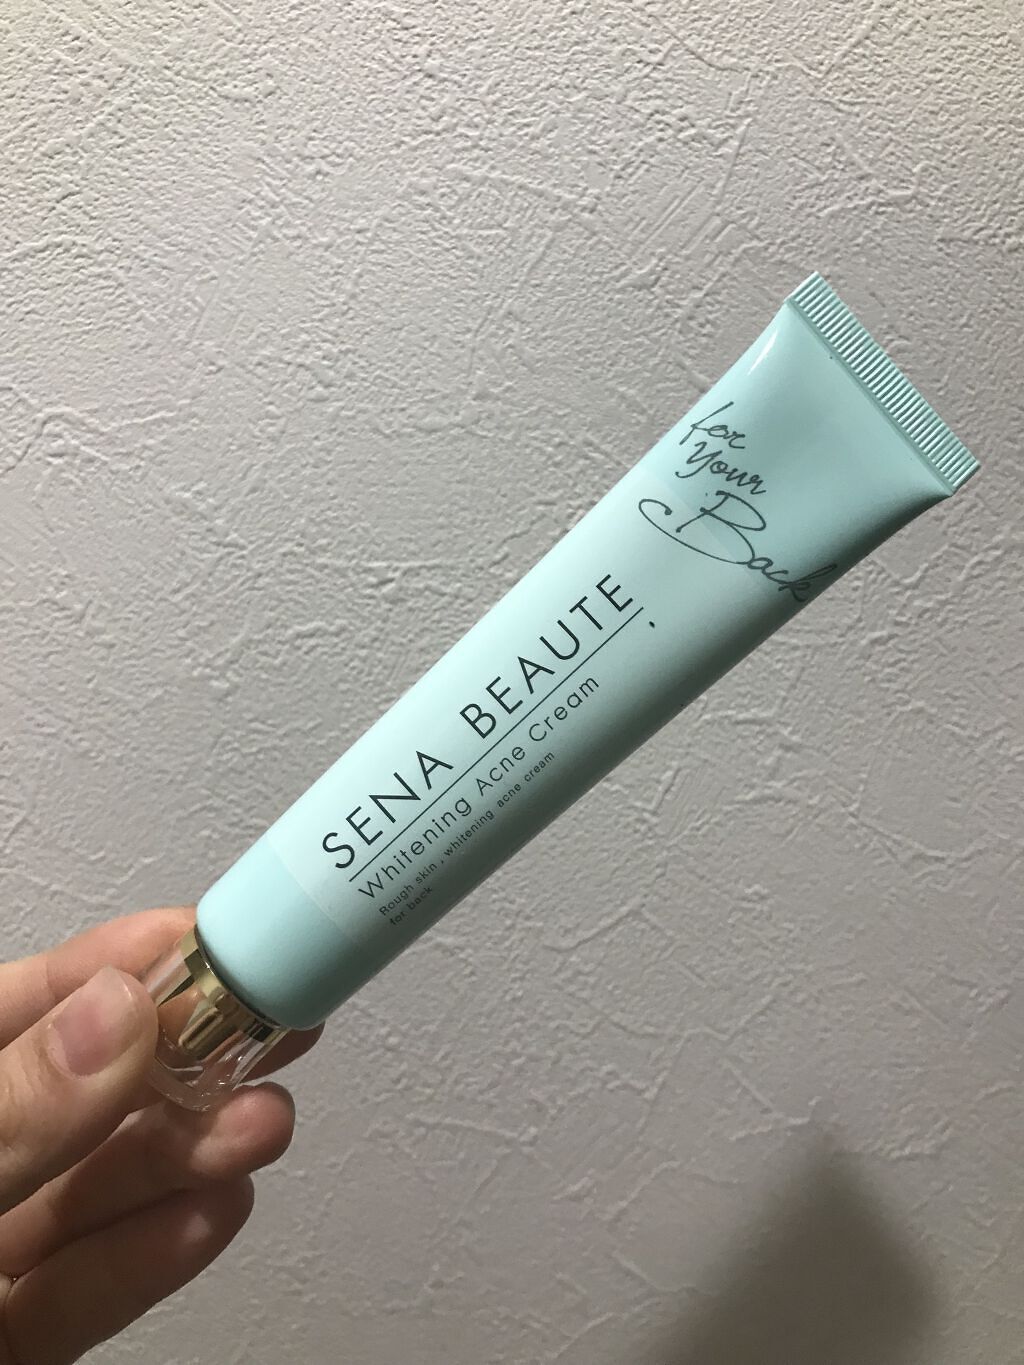 for
Your
Back
SENA BEAUTE
Whitening Acne Cream
Rough skin, whitening acne cream
for back